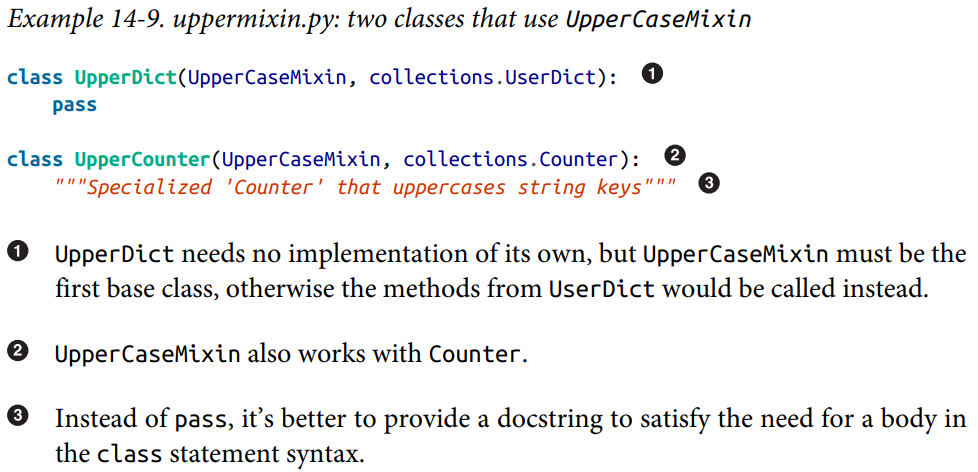 Example 14-9. uppermixin.py: two classes that use UpperCaseMixin
class UpperDict(UpperCaseMixin, collections.UserDict): ❶
    pass
class UpperCounter(UpperCaseMixin, collections.Counter): ❷
    """Specialized 'Counter' that uppercases string keys""" ❸
❶ UpperDict needs no implementation of its own, but UpperCaseMixin must be the
first base class, otherwise the methods from UserDict would be called instead.
❷ UpperCaseMixin also works with Counter.
❸ Instead of pass, it’s better to provide a docstring to satisfy the need for a body in
the class statement syntax.